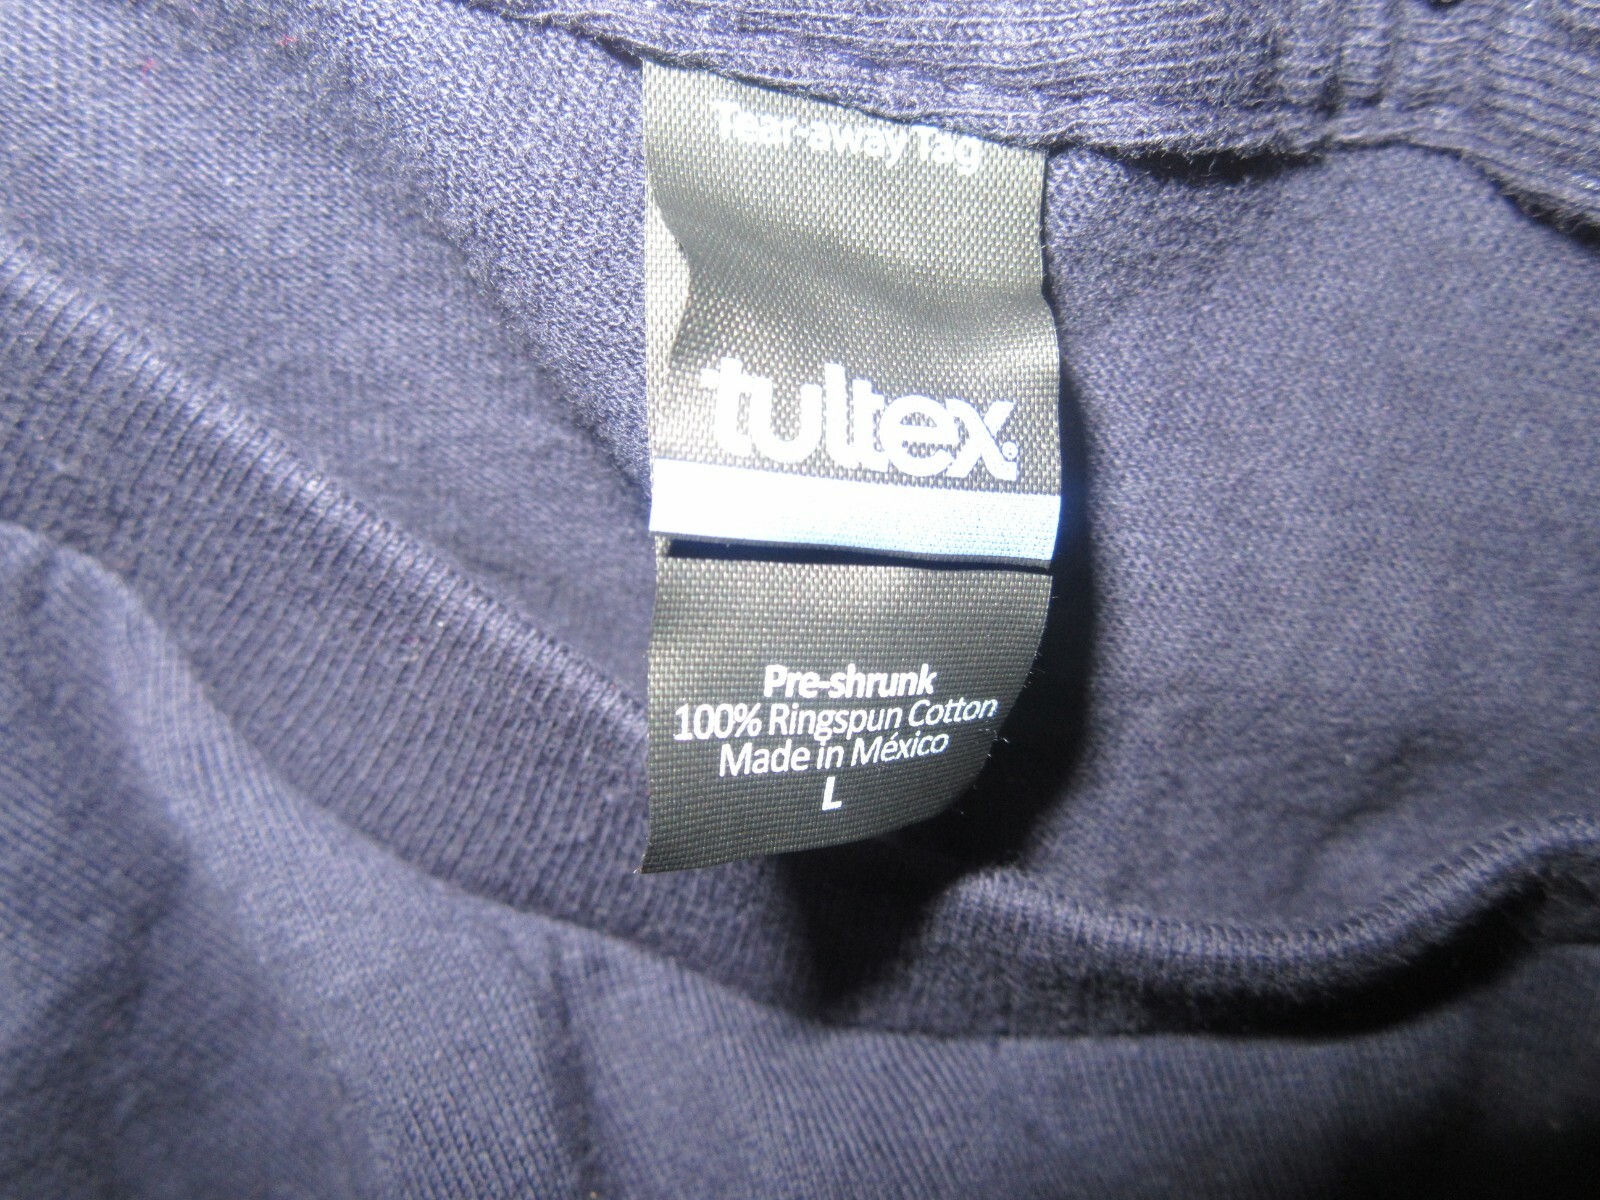 Tear-away Tag
tultex®
Pre-shrunk
100% Ringspun Cotton
Made in México
L